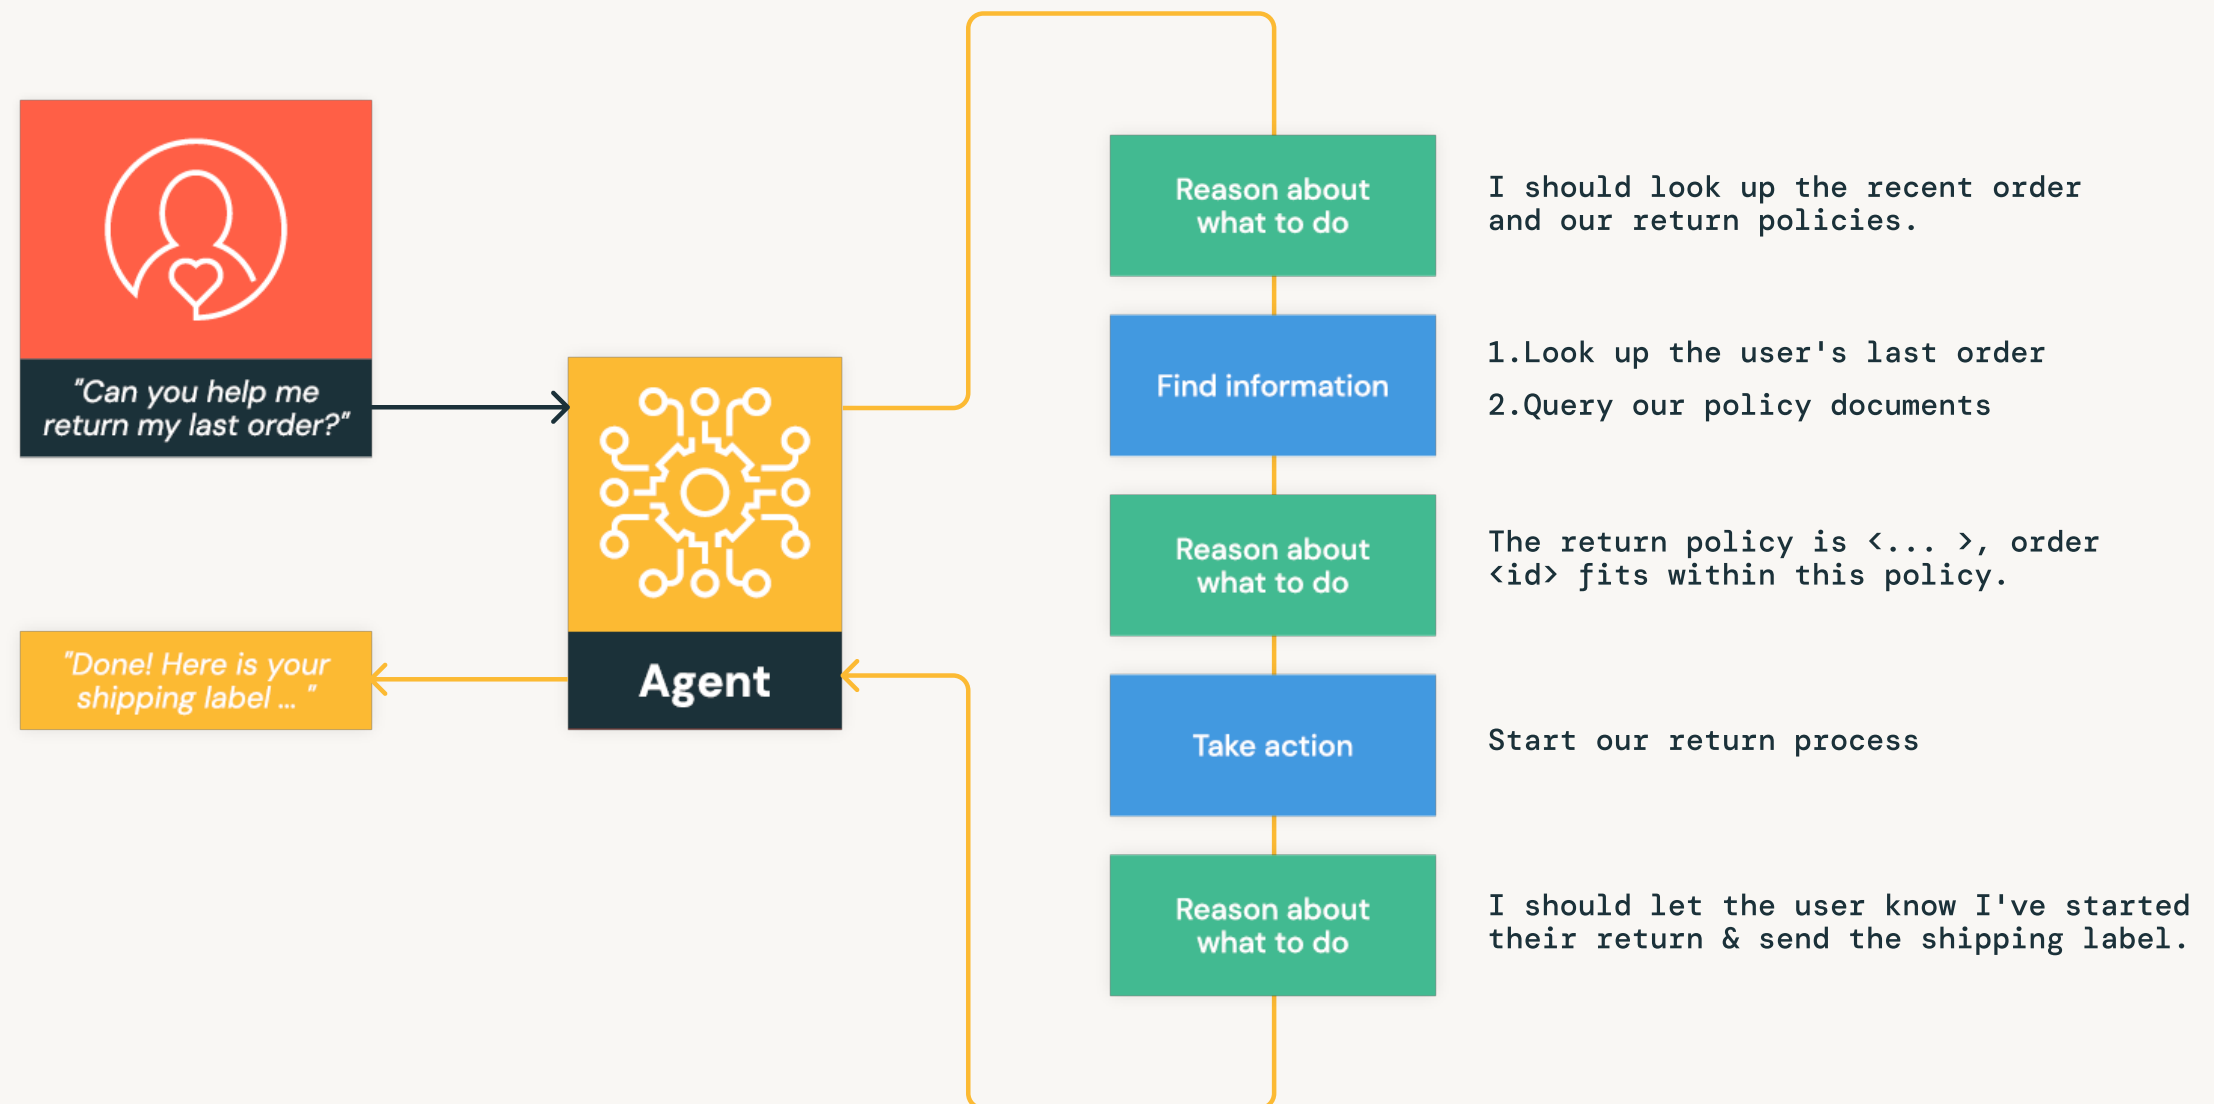 "Can you help me
return my last order?"
"Done! Here is your
shipping label ... "
Agent
Reason about
what to do
I should look up the recent order
and our return policies.
Find information
1.Look up the user's last order
2.Query our policy documents
Reason about
what to do
The return policy is <... >, order
<id> fits within this policy.
Take action
Start our return process
Reason about
what to do
I should let the user know I've started
their return & send the shipping label.